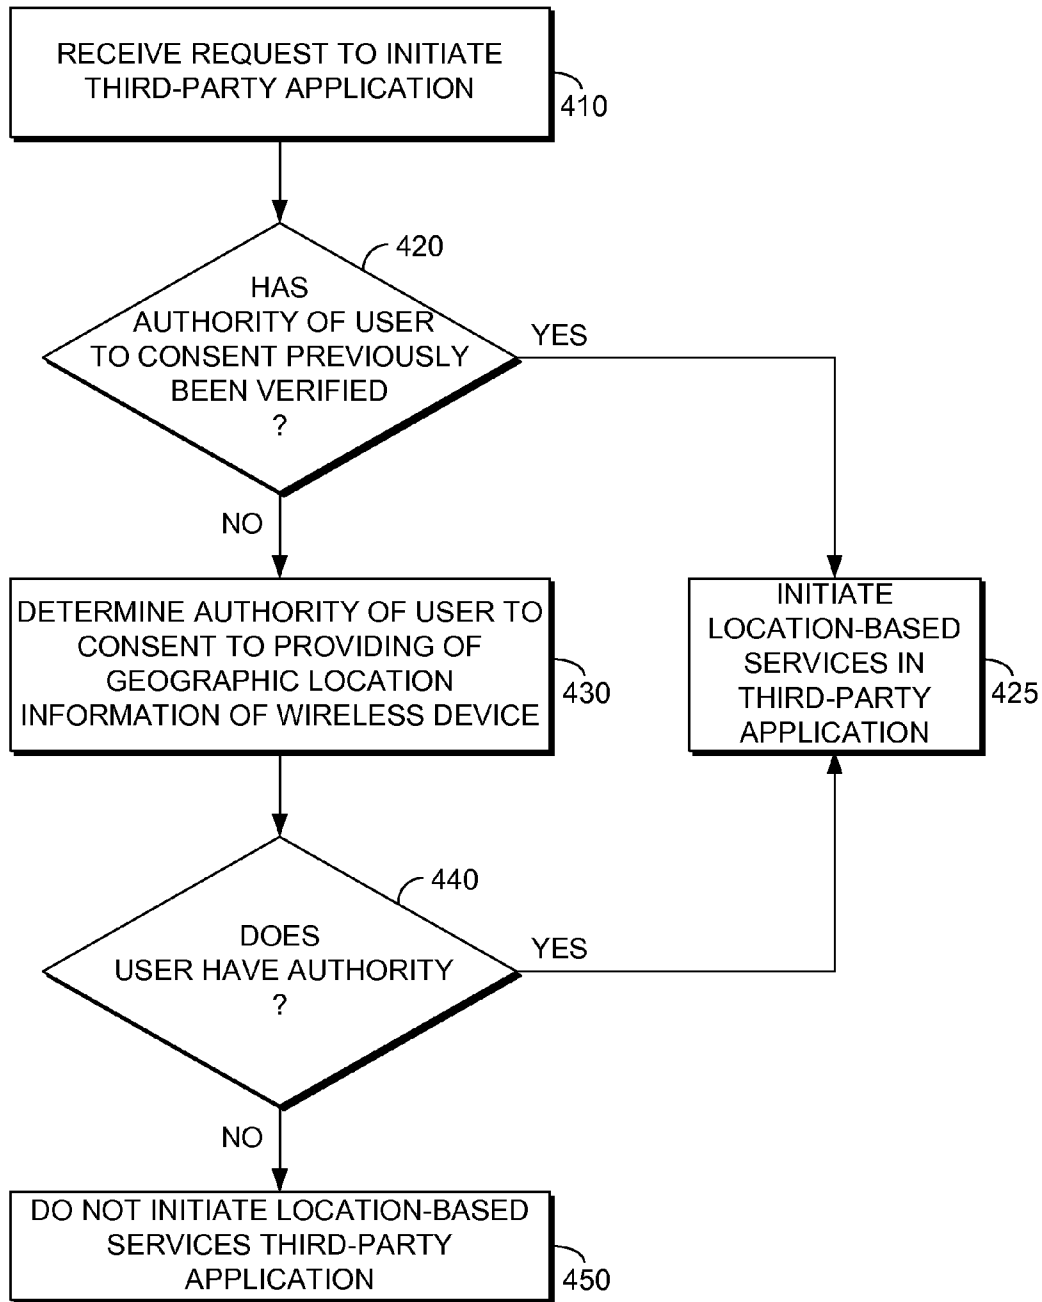 RECEIVE REQUEST TO INITIATE
THIRD-PARTY APPLICATION
410
420
HAS
AUTHORITY OF USER
TO CONSENT PREVIOUSLY
BEEN VERIFIED
?
YES
NO
DETERMINE AUTHORITY OF USER TO
CONSENT TO PROVIDING OF
GEOGRAPHIC LOCATION
INFORMATION OF WIRELESS DEVICE
430
INITIATE
LOCATION-BASED
SERVICES IN
THIRD-PARTY
APPLICATION
425
440
DOES
USER HAVE AUTHORITY
?
YES
NO
DO NOT INITIATE LOCATION-BASED
SERVICES THIRD-PARTY
APPLICATION
450